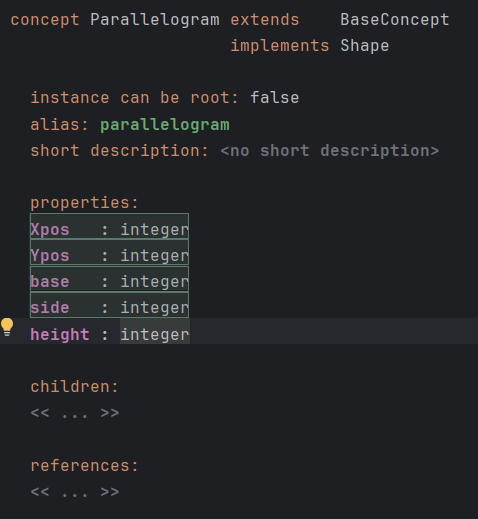 concept Parallelogram extends BaseConcept
implements Shape
instance can be root: false
alias: parallelogram
short description: <no short description>
properties:
Xpos : integer
Ypos : integer
base : integer
side : integer
height : integer
children:
<< ... >>
references:
<< ... >>